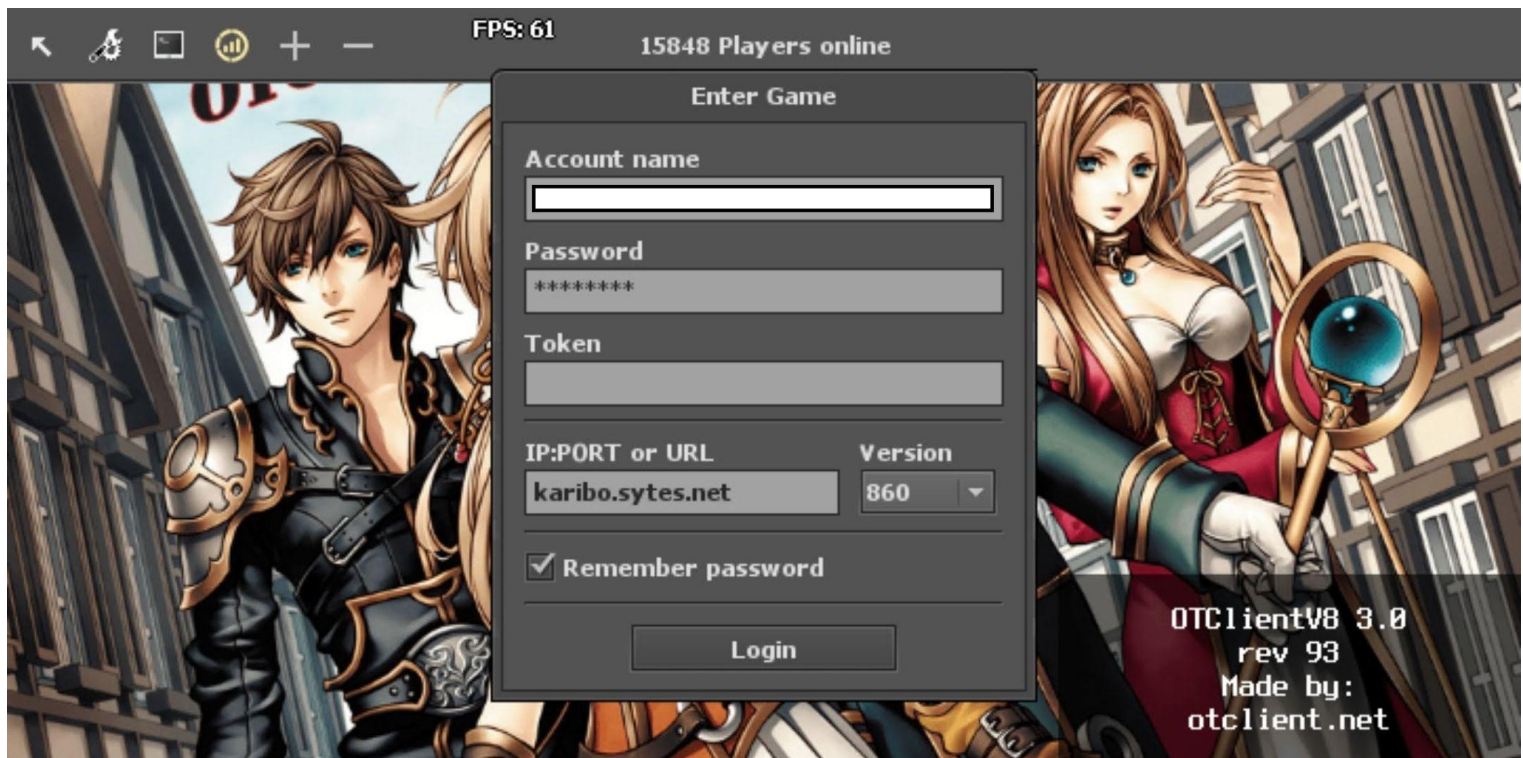 FPS: 61
15848 Players online
Enter Game
Account name
Password
********
Token
IP:PORT or URL
Version
karibo.sytes.net
860
Remember password
Login
OTClientV8 3.0
rev 93
Made by:
otclient.net